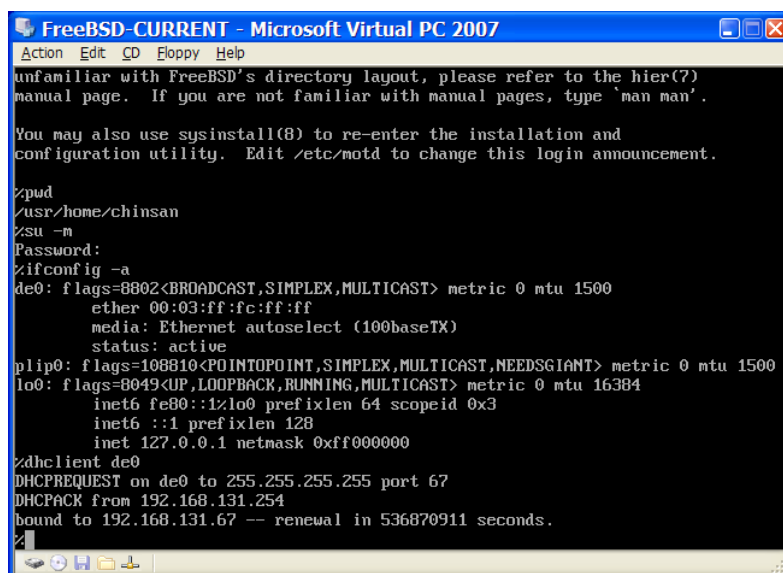 FreeBSD-CURRENT - Microsoft Virtual PC 2007
Action Edit CD Floppy Help
unfamiliar with FreeBSD's directory layout, please refer to the hier(7)
manual page.  If you are not familiar with manual pages, type `man man'.
You may also use sysinstall(8) to re-enter the installation and
configuration utility.  Edit /etc/motd to change this login announcement.
%pwd
/usr/home/chinsan
%su -m
Password:
%ifconfig -a
de0: flags=8802<BROADCAST,SIMPLEX,MULTICAST> metric 0 mtu 1500
ether 00:03:ff:fc:ff:ff
media: Ethernet autoselect (100baseTX)
status: active
plip0: flags=108810<POINTOPOINT,SIMPLEX,MULTICAST,NEEDSGIANT> metric 0 mtu 1500
lo0: flags=8049<UP,LOOPBACK,RUNNING,MULTICAST> metric 0 mtu 16384
inet6 fe80::1%lo0 prefixlen 64 scopeid 0x3
inet6 ::1 prefixlen 128
inet 127.0.0.1 netmask 0xff000000
%dhclient de0
DHCPREQUEST on de0 to 255.255.255.255 port 67
DHCPACK from 192.168.131.254
bound to 192.168.131.67 -- renewal in 536870911 seconds.
%